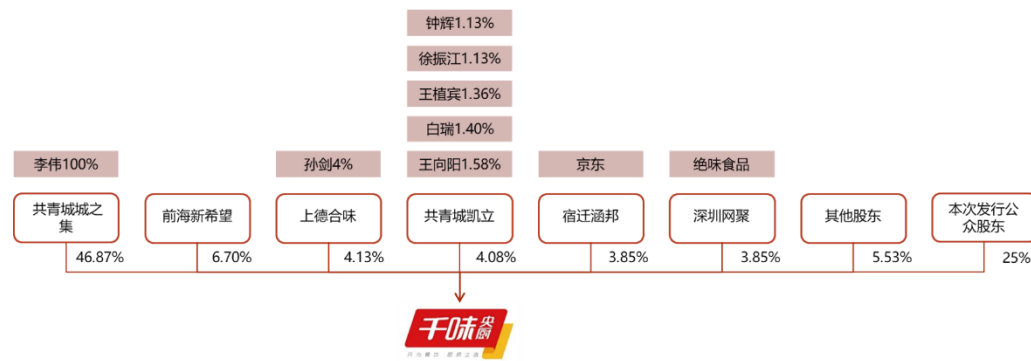 钟辉1.13%
徐振江1.13%
王植宾1.36%
白瑞1.40%
李伟100%
孙剑4%
王向阳1.58%
京东
绝味食品
共青城城之
集
前海新希望
上德合味
共青城凯立
宿迁涵邦
深圳网聚
其他股东
本次发行公
众股东
46.87%
6.70%
4.13%
4.08%
3.85%
3.85%
5.53%
25%
千味央厨